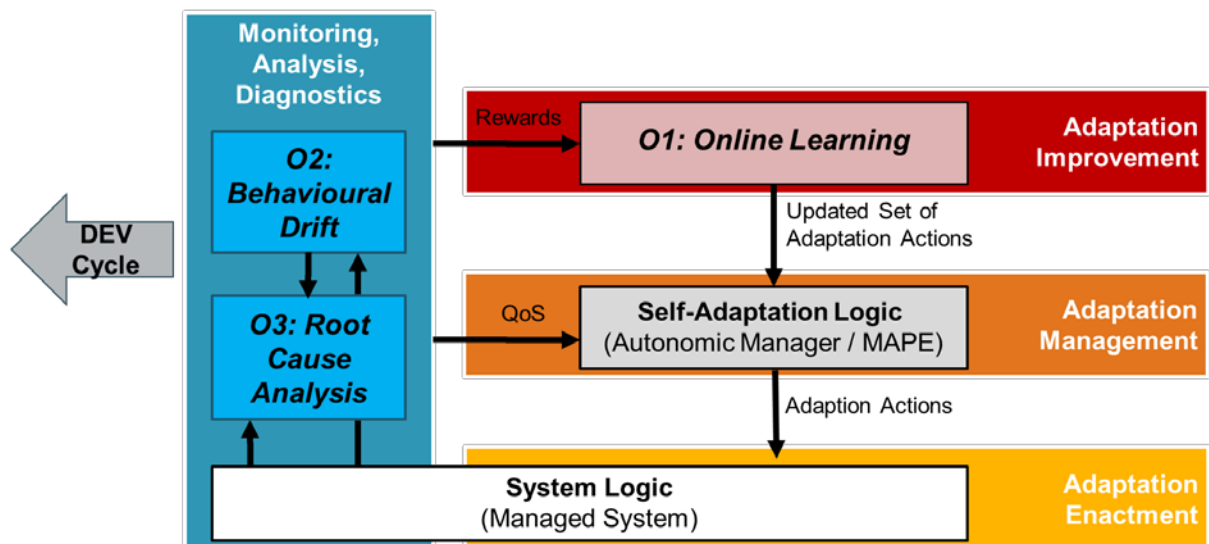 Monitoring,
Analysis,
Diagnostics
O2:
Behavioural
Drift
O3: Root
Cause
Analysis
DEV
Cycle
Rewards
O1: Online Learning
Adaptation
Improvement
Updated Set of
Adaptation Actions
QoS
Self-Adaptation Logic
(Autonomic Manager / MAPE)
Adaptation
Management
Adaption Actions
System Logic
(Managed System)
Adaptation
Enactment